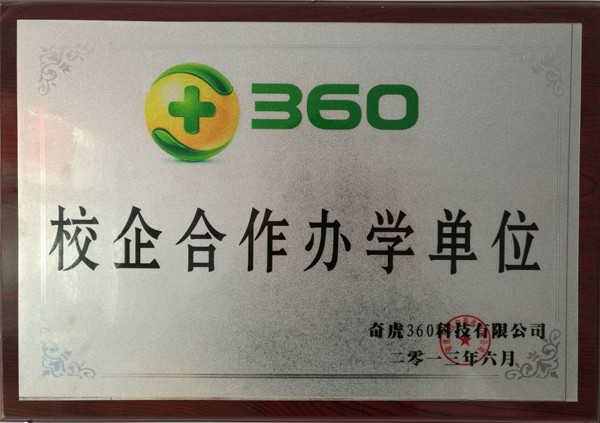 360
校企合作办学单位
奇虎360科技有限公司
二零一三年六月